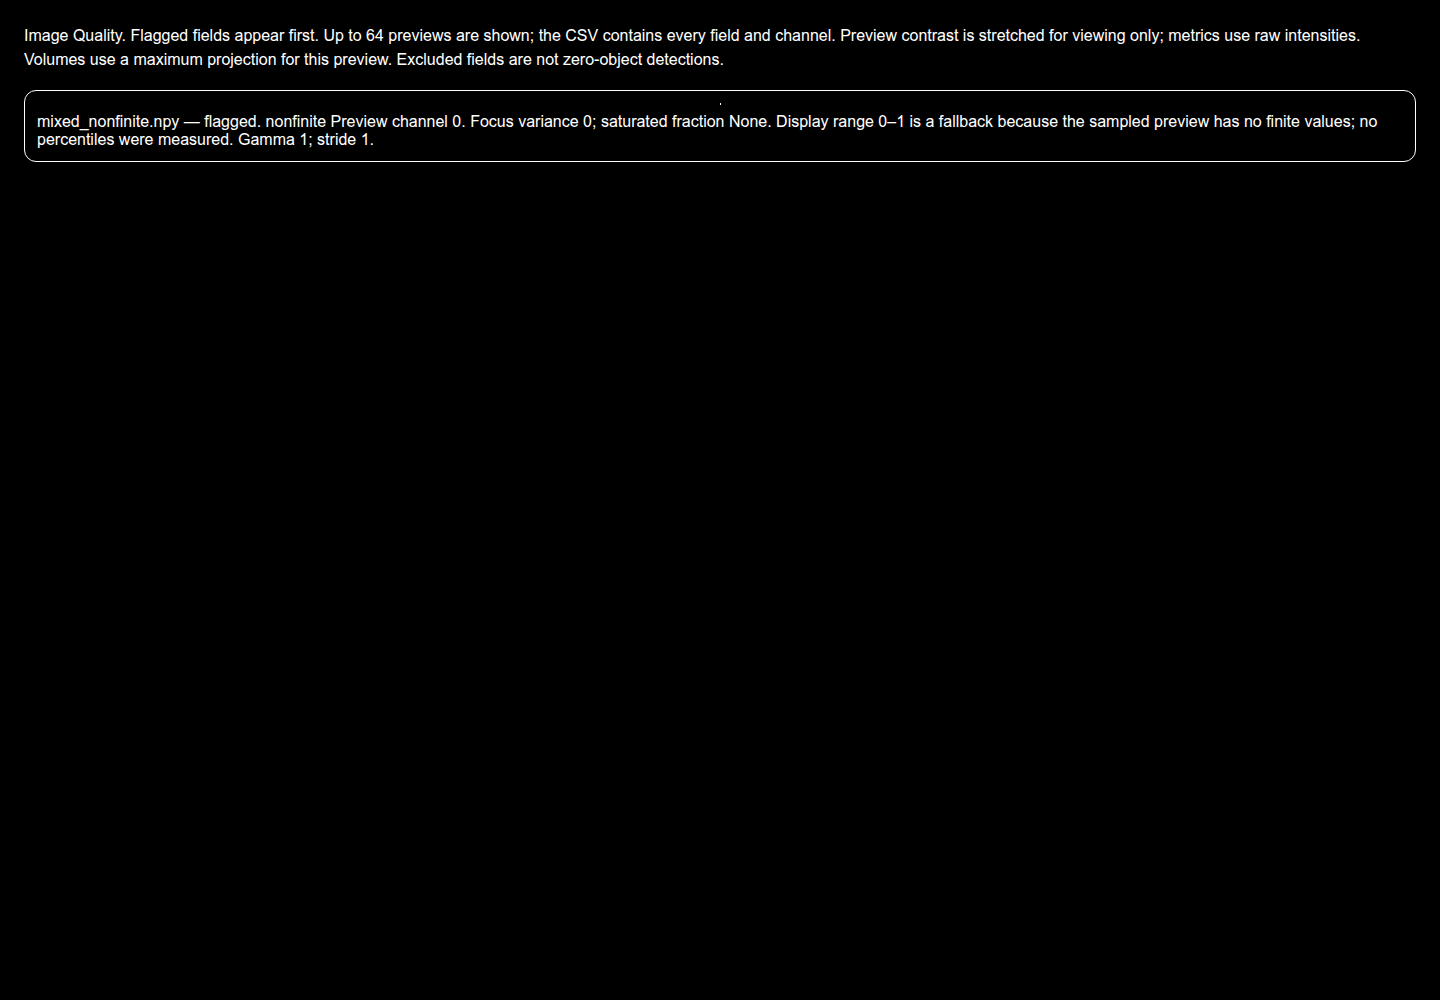 Image Quality. Flagged fields appear first. Up to 64 previews are shown; the CSV contains every field and channel. Preview contrast is stretched for viewing only; metrics use raw intensities.
Volumes use a maximum projection for this preview. Excluded fields are not zero-object detections.
mixed_nonfinite.npy — flagged. nonfinite Preview channel 0. Focus variance 0; saturated fraction None. Display range 0–1 is a fallback because the sampled preview has no finite values; no
percentiles were measured. Gamma 1; stride 1.